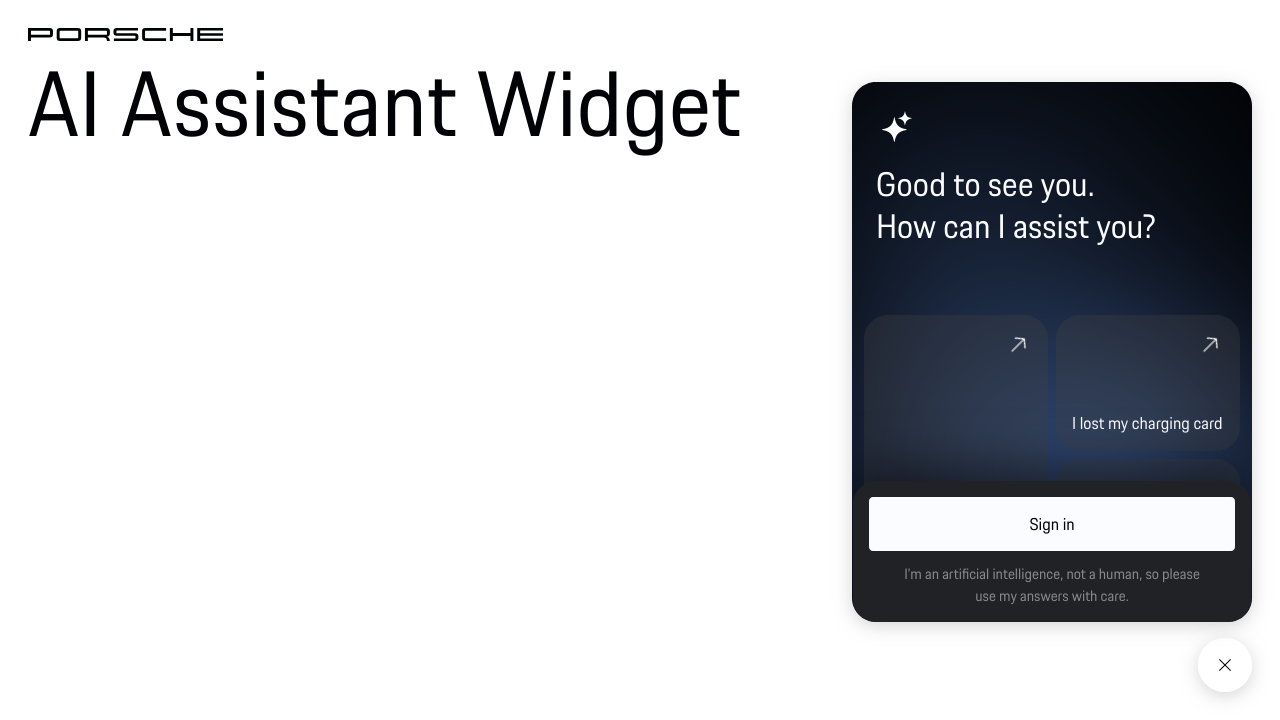 PORSCHE
AI Assistant Widget
Good to see you.
How can I assist you?
I lost my charging card
Sign in
I'm an artificial intelligence, not a human, so please
use my answers with care.